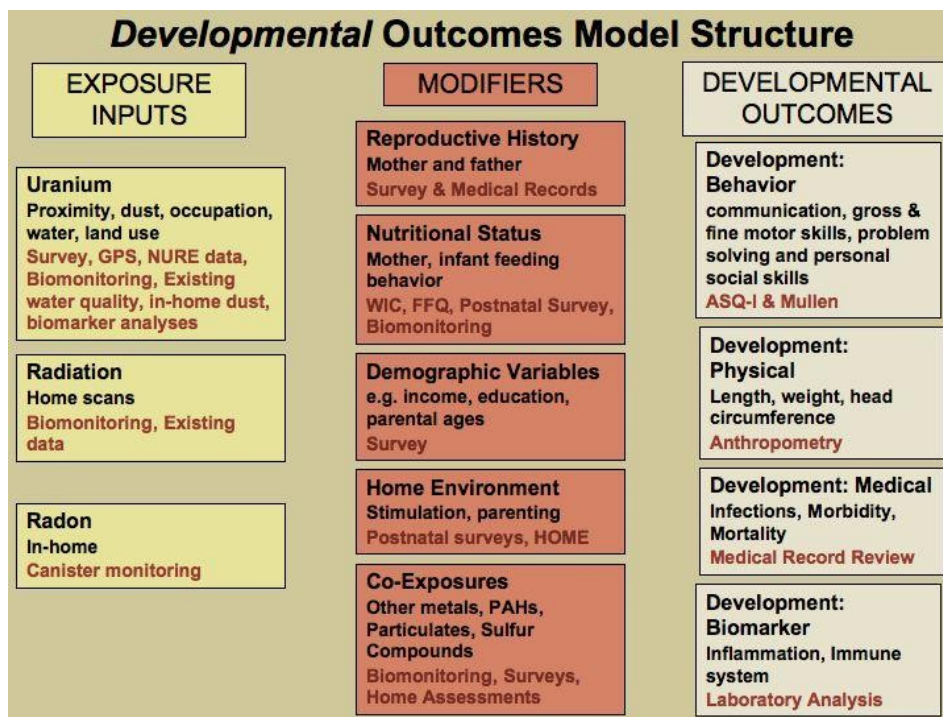 Developmental Outcomes Model Structure
EXPOSURE
INPUTS
Uranium
Proximity, dust, occupation,
water, land use
Survey, GPS, NURE data,
Biomonitoring, Existing
water quality, in-home dust,
biomarker analyses
Radiation
Home scans
Biomonitoring, Existing
data
Radon
In-home
Canister monitoring
MODIFIERS
Reproductive History
Mother and father
Survey & Medical Records
Nutritional Status
Mother, infant feeding
behavior
WIC, FFQ, Postnatal Survey,
Biomonitoring
Demographic Variables
e.g. income, education,
parental ages
Survey
Home Environment
Stimulation, parenting
Postnatal surveys, HOME
Co-Exposures
Other metals, PAHs,
Particulates, Sulfur
Compounds
Biomonitoring, Surveys,
Home Assessments
DEVELOPMENTAL
OUTCOMES
Development:
Behavior
communication, gross &
fine motor skills, problem
solving and personal
social skills
ASQ-I & Mullen
Development:
Physical
Length, weight, head
circumference
Anthropometry
Development: Medical
Infections, Morbidity,
Mortality
Medical Record Review
Development:
Biomarker
Inflammation, Immune
system
Laboratory Analysis